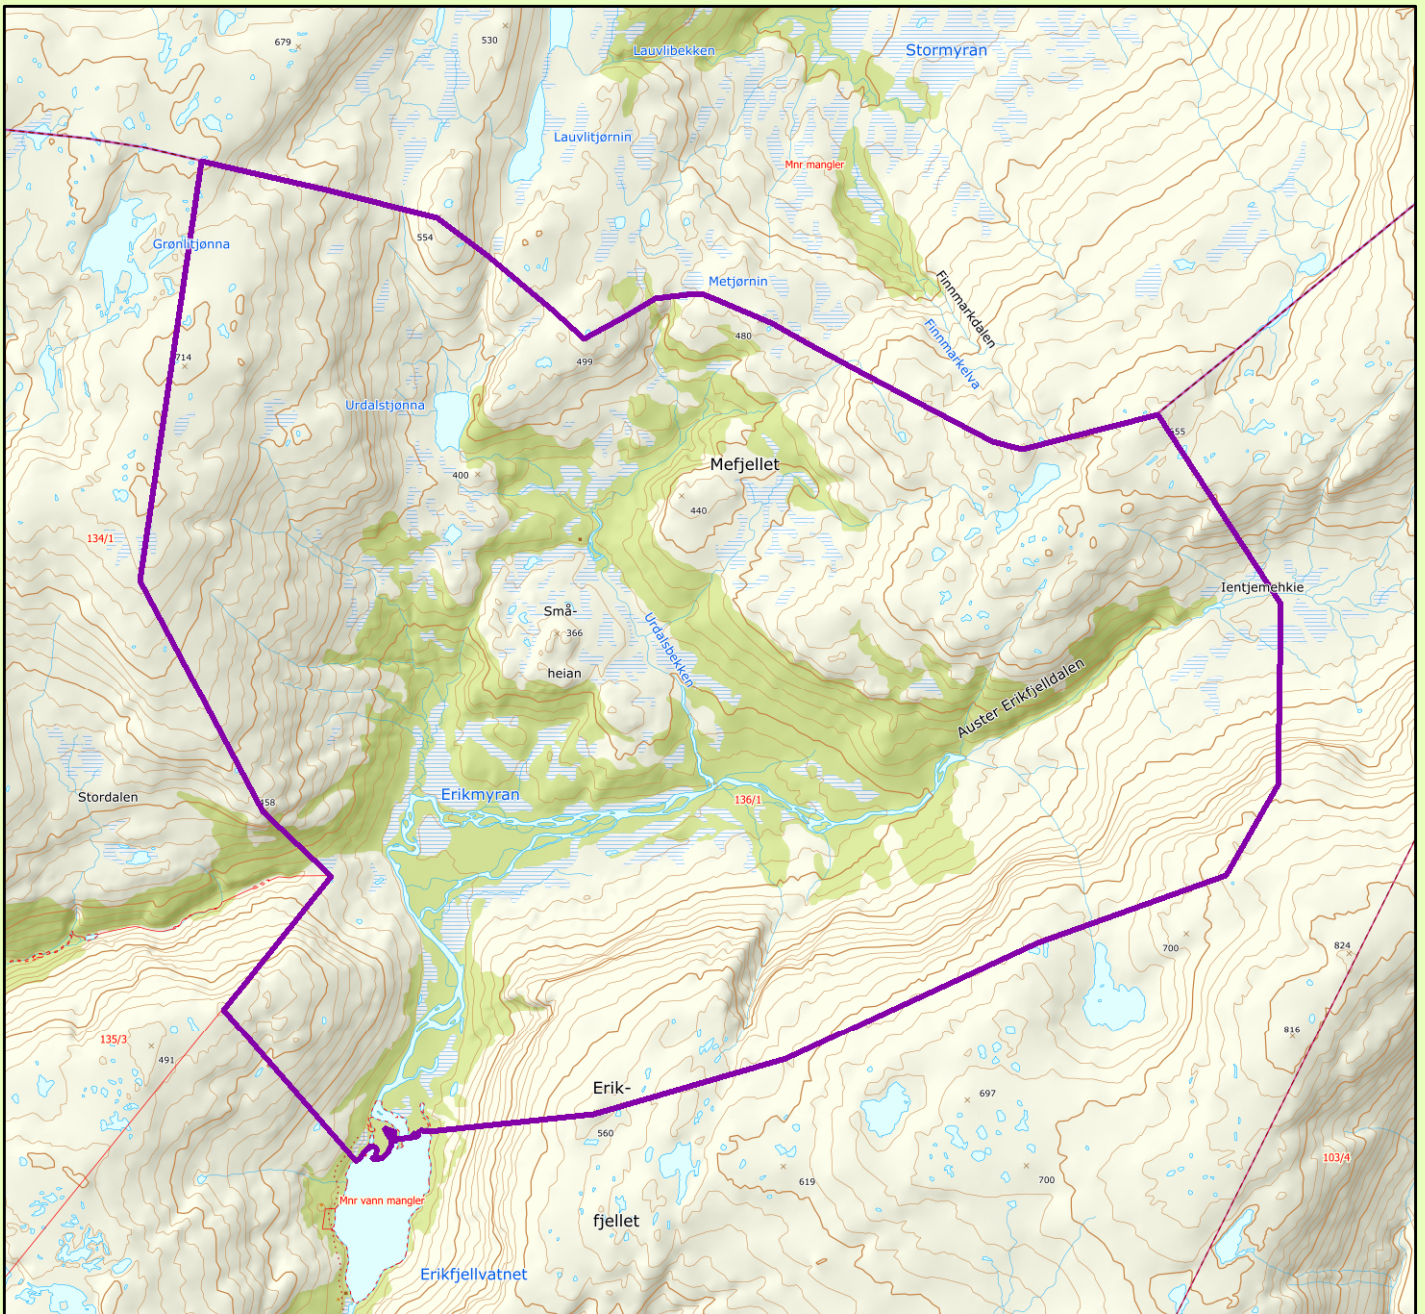 679
530
Lauvlibekken
Stormyran
Lauvlitjørnin
Mnr mangler
554
Grønlitjønna
Metjørnin
Finnmarkdalen
480
Finnmarkelva
714
499
Urdalstjønna
655
Mefjellet
400
440
134/1
Ientjemehkie
Små-
366
Urdalsbekken
heian
Auster Erikfjelldalen
Stordalen
458
Erikmyran
136/1
700
824
816
135/3
491
Erik-
697
560
103/4
619
700
Mnr vann mangler
fjellet
Erikfjellvatnet